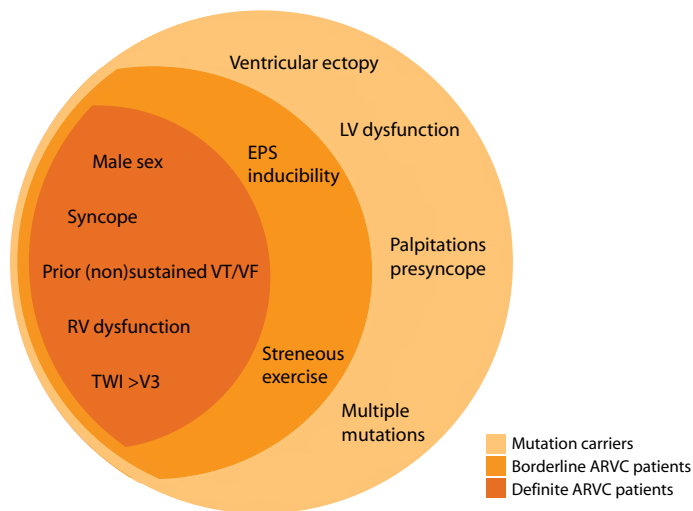 Ventricular ectopy
LV dysfunction
EPS
inducibility
Male sex
Syncope
Palpitations
presyncope
Prior (non)sustained VT/VF
RV dysfunction
Streneous
exercise
TWI >V3
Multiple
mutations
Mutation carriers
Borderline ARVC patients
Definite ARVC patients